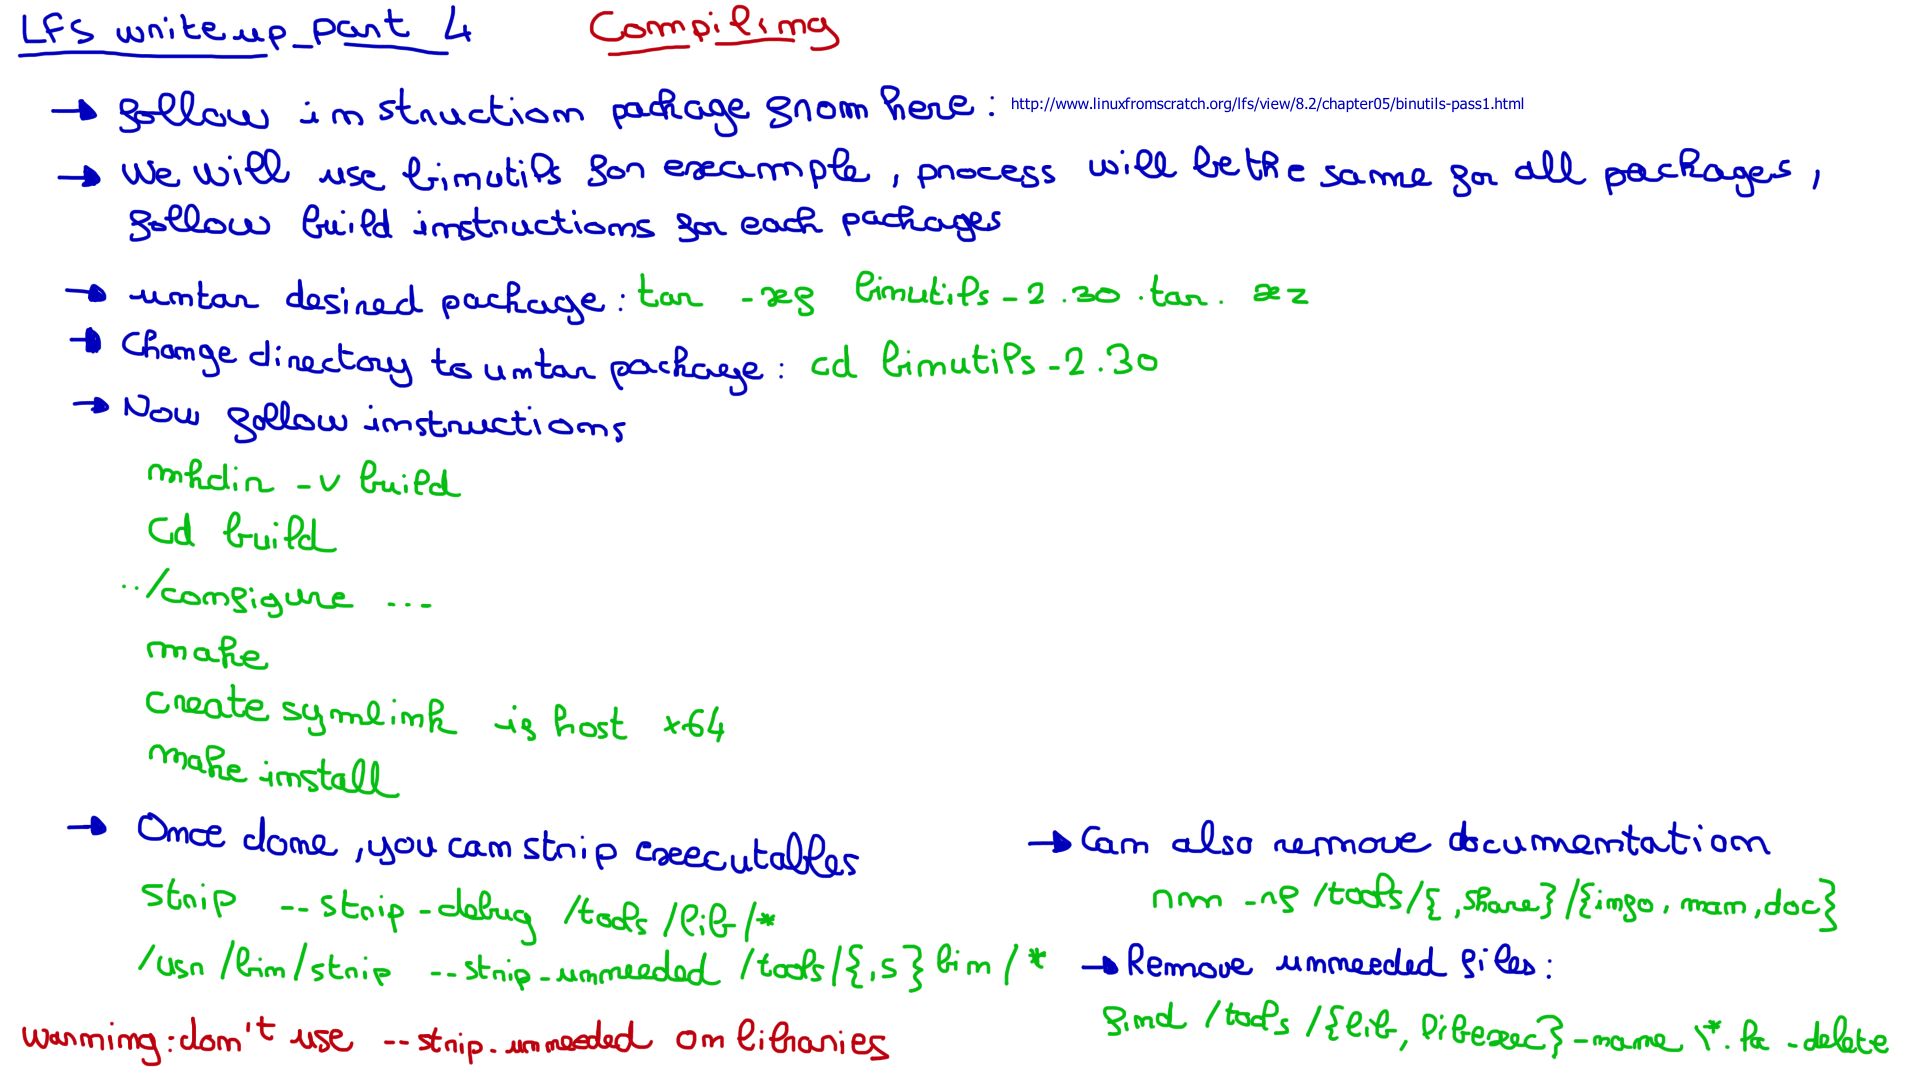 LFS writeup_part 4 Compiling
→ follow instruction package from here: http://www.linuxfromscratch.org/lfs/view/8.2/chapter05/binutils-pass1.html
→ We will use binutils for example, process will be the same for all packages,
follow build instructions for each packages
→ untar desired package: tar -xf binutils-2.30.tar.xz
→ Change directory to untar package: cd binutils-2.30
→ Now follow instructions
mkdir -v build
cd build
../configure ...
make
create symlink if host x64
make install
→ Once done, you can strip executables
strip --strip-debug /tools/lib/*
/usr/bin/strip --strip-unneeded /tools/{,s}bin/*
warning: don't use --strip-unneeded on libraries
→ Can also remove documentation
rm -rf /tools/{,share}/{info,man,doc}
→ Remove unneeded files:
find /tools/{lib,libexec} -name \*.la -delete